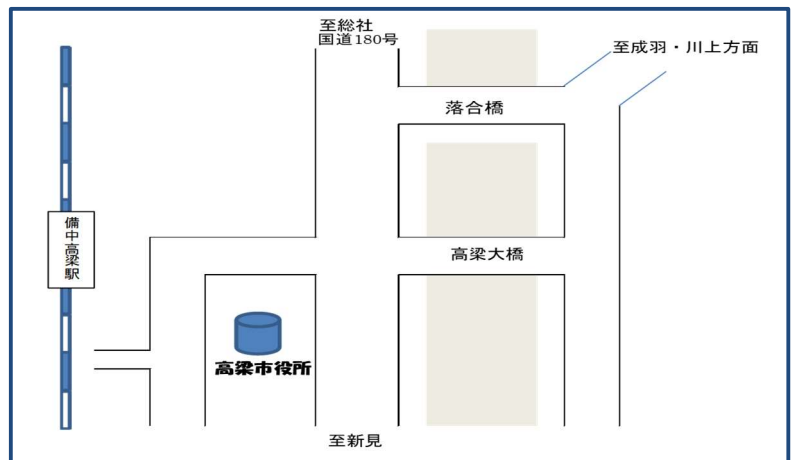 至総社
国道180号
至成羽・川上方面
落合橋
備中高梁駅
高梁大橋
高梁市役所
至新見